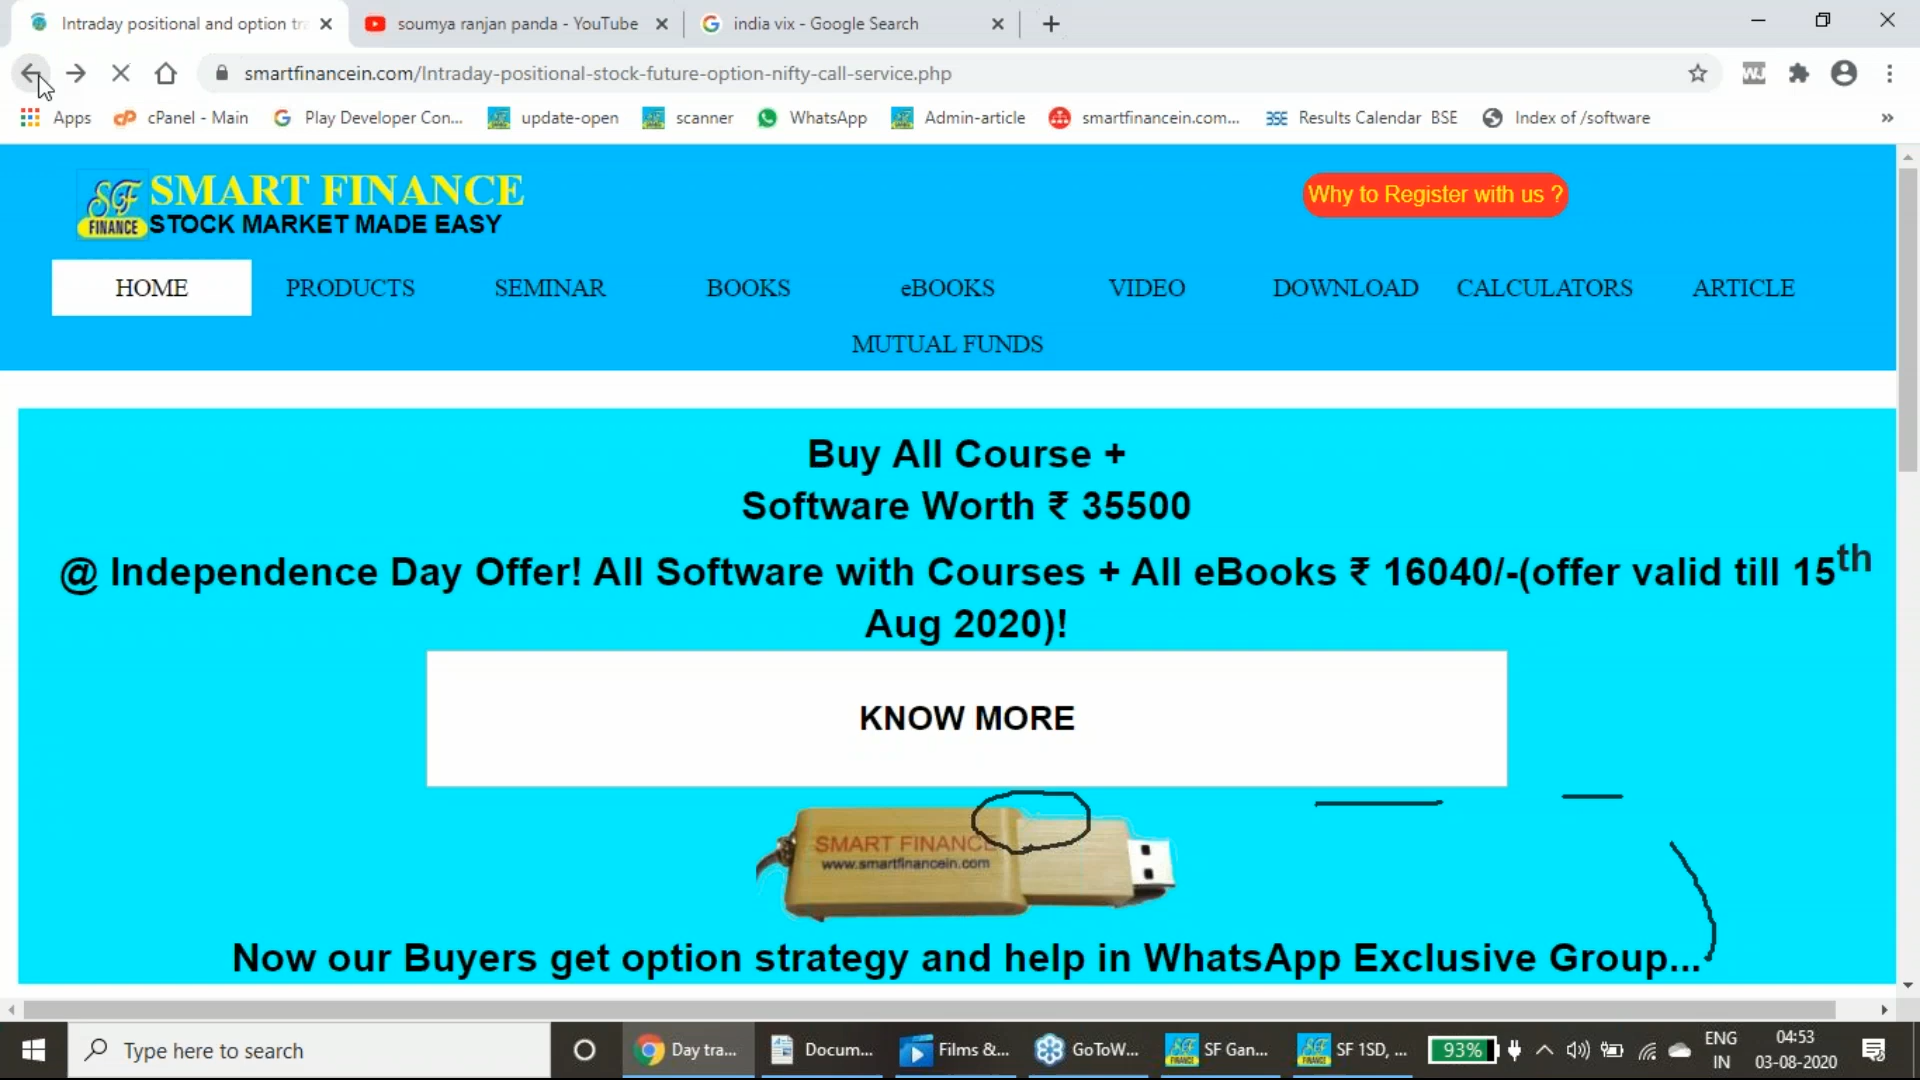 Intraday positional and option tr
soumya ranjan panda - YouTube
india vix - Google Search
smartfinancein.com/Intraday-positional-stock-future-option-nifty-call-service.php
Apps
cPanel - Main
Play Developer Con...
update-open
scanner
WhatsApp
Admin-article
smartfinancein.com...
BSE Results Calendar BSE
Index of /software
»
SF FINANCE
SMART FINANCE
STOCK MARKET MADE EASY
Why to Register with us ?
HOME
PRODUCTS
SEMINAR
BOOKS
eBOOKS
VIDEO
DOWNLOAD
CALCULATORS
ARTICLE
MUTUAL FUNDS
Buy All Course +
Software Worth ₹ 35500
@ Independence Day Offer! All Software with Courses + All eBooks ₹ 16040/-(offer valid till 15th
Aug 2020)!
KNOW MORE
SMART FINANCE
www.smartfinancein.com
Now our Buyers get option strategy and help in WhatsApp Exclusive Group...
Type here to search
Day tra...
Docum...
Films &...
GoToW...
SF Gan...
SF 1SD, ...
93%
ENG
IN
04:53
03-08-2020